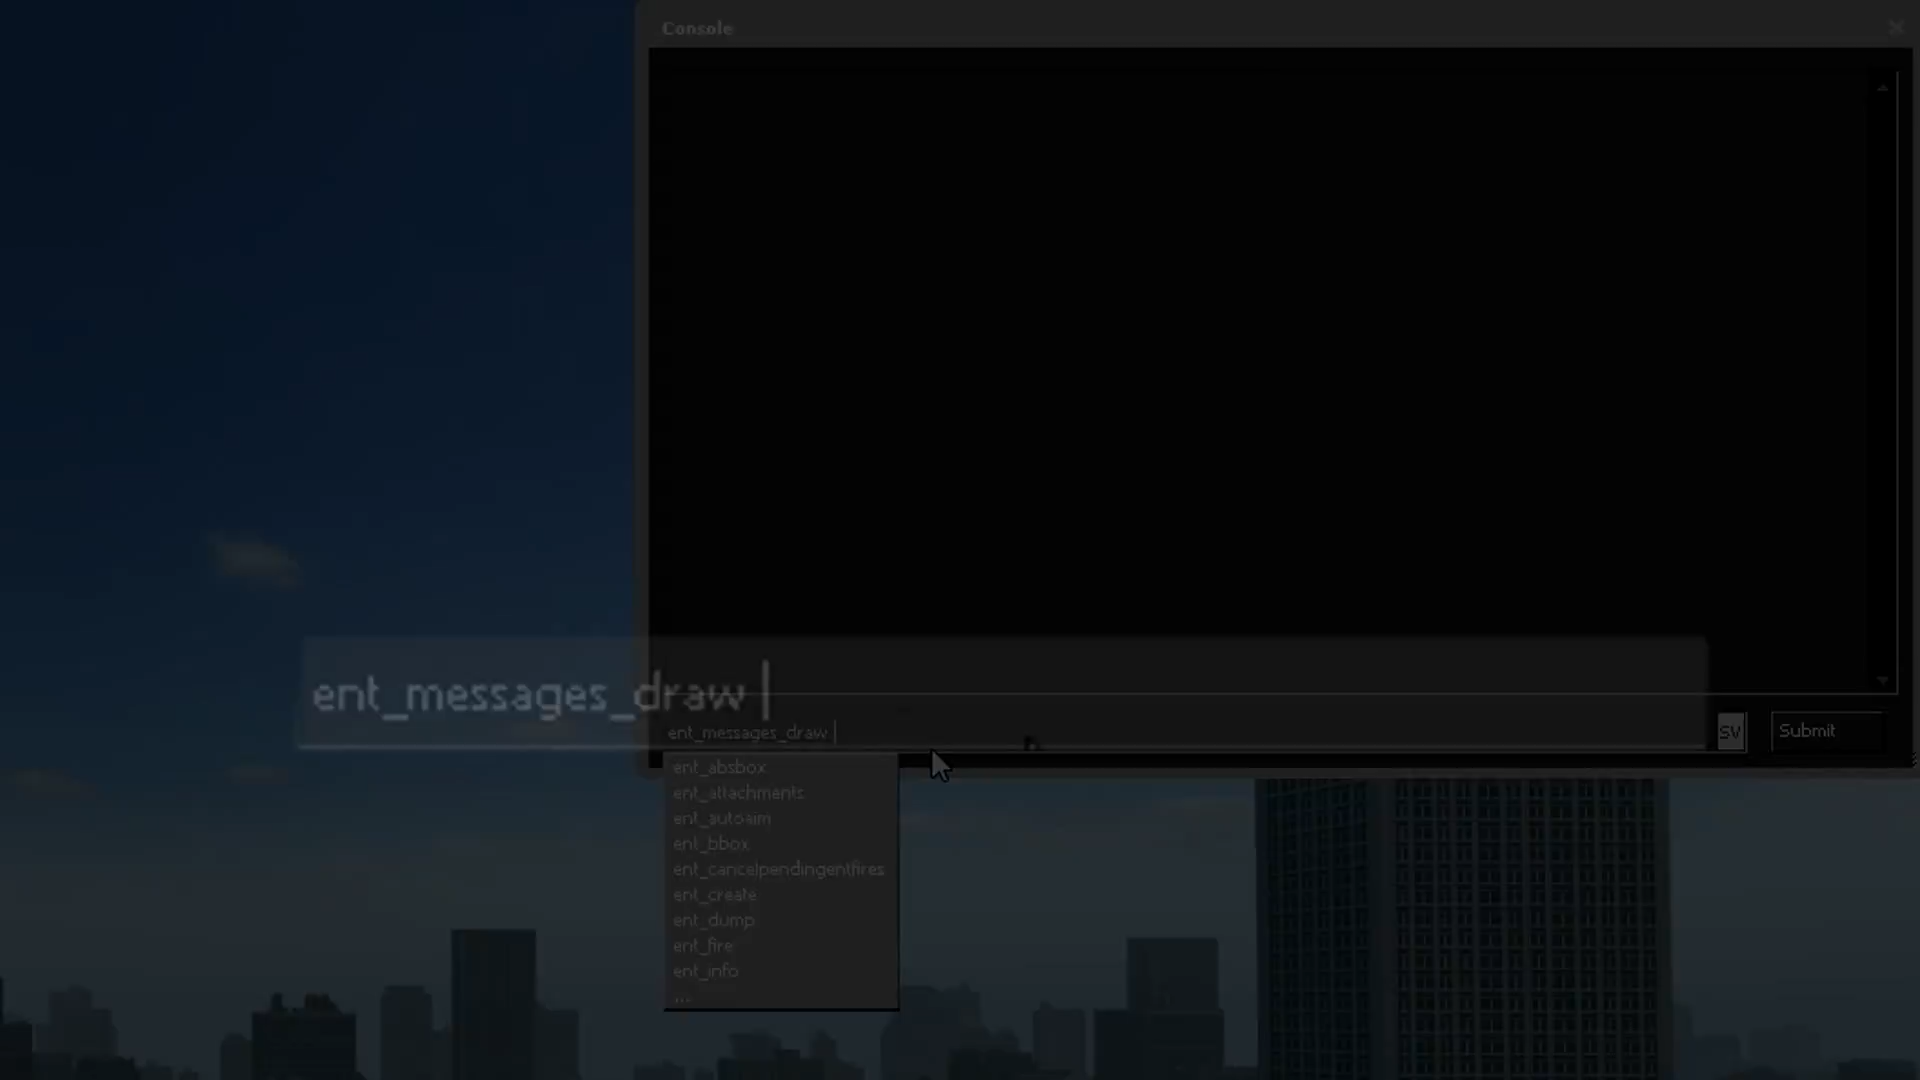 Console
ent_messages_draw
ent_messages_draw
SV
Submit
ent_absbox
ent_attachments
ent_autoaim
ent_bbox
ent_cancelpendingentfires
ent_create
ent_dump
ent_fire
ent_info
...